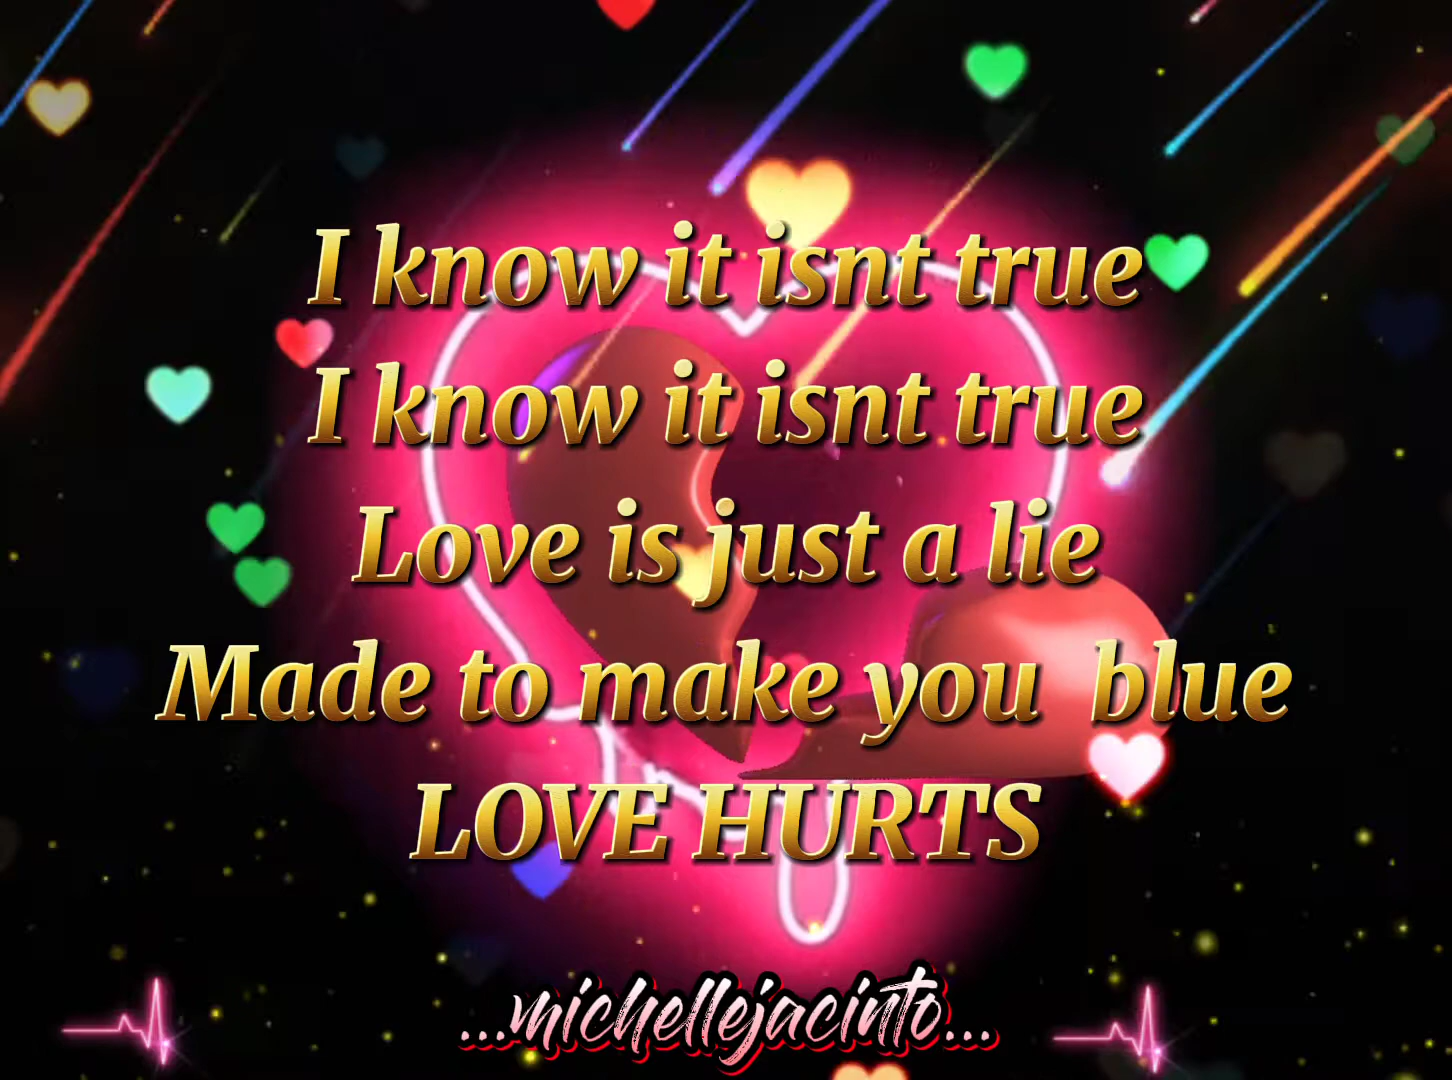 I know it isnt true
I know it isnt true
Love is just a lie
Made to make you blue
LOVE HURTS
...michellejacinto...